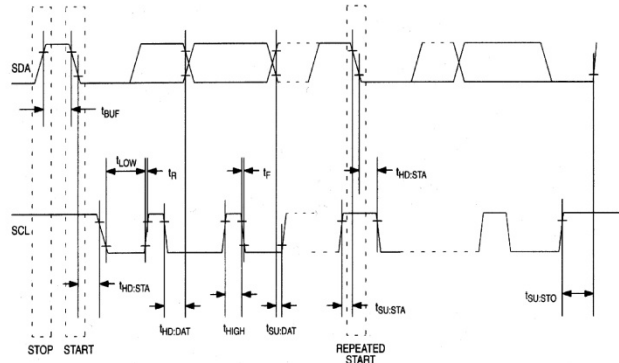 SDA
tBUF
tLOW
tR
tF
tHD:STA
SCL
tHD:STA
tHD:DAT
tHIGH
tSU:DAT
tSU:STA
tSU:STO
STOP
START
REPEATED
START